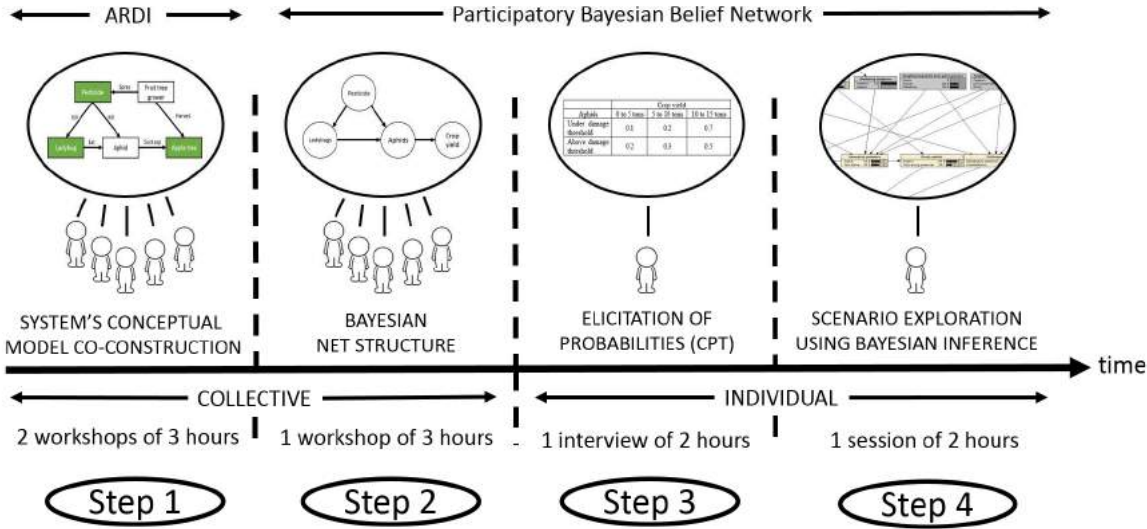 ARDI
Participatory Bayesian Belief Network
Pesticide
Fruit tree
grower
Ladybug
Eat
Aphid
Apple tree
Pesticide
Ladybugs
Aphids
Crop
yield
Crop yield
Aphids 0 to 5 tons 5 to 10 tons 10 to 15 tons
Under damage
threshold 0.1 0.2 0.7
Above damage
threshold 0.2 0.3 0.5
SYSTEM'S CONCEPTUAL
MODEL CO-CONSTRUCTION
BAYESIAN
NET STRUCTURE
ELICITATION OF
PROBABILITIES (CPT)
SCENARIO EXPLORATION
USING BAYESIAN INFERENCE
time
COLLECTIVE
INDIVIDUAL
2 workshops of 3 hours
1 workshop of 3 hours
1 interview of 2 hours
1 session of 2 hours
Step 1
Step 2
Step 3
Step 4